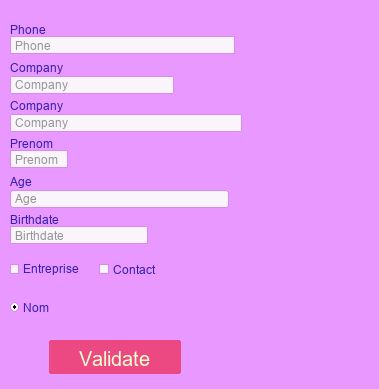 Phone
Phone
Company
Company
Company
Company
Prenom
Prenom
Age
Age
Birthdate
Birthdate
Entreprise Contact
Nom
Validate